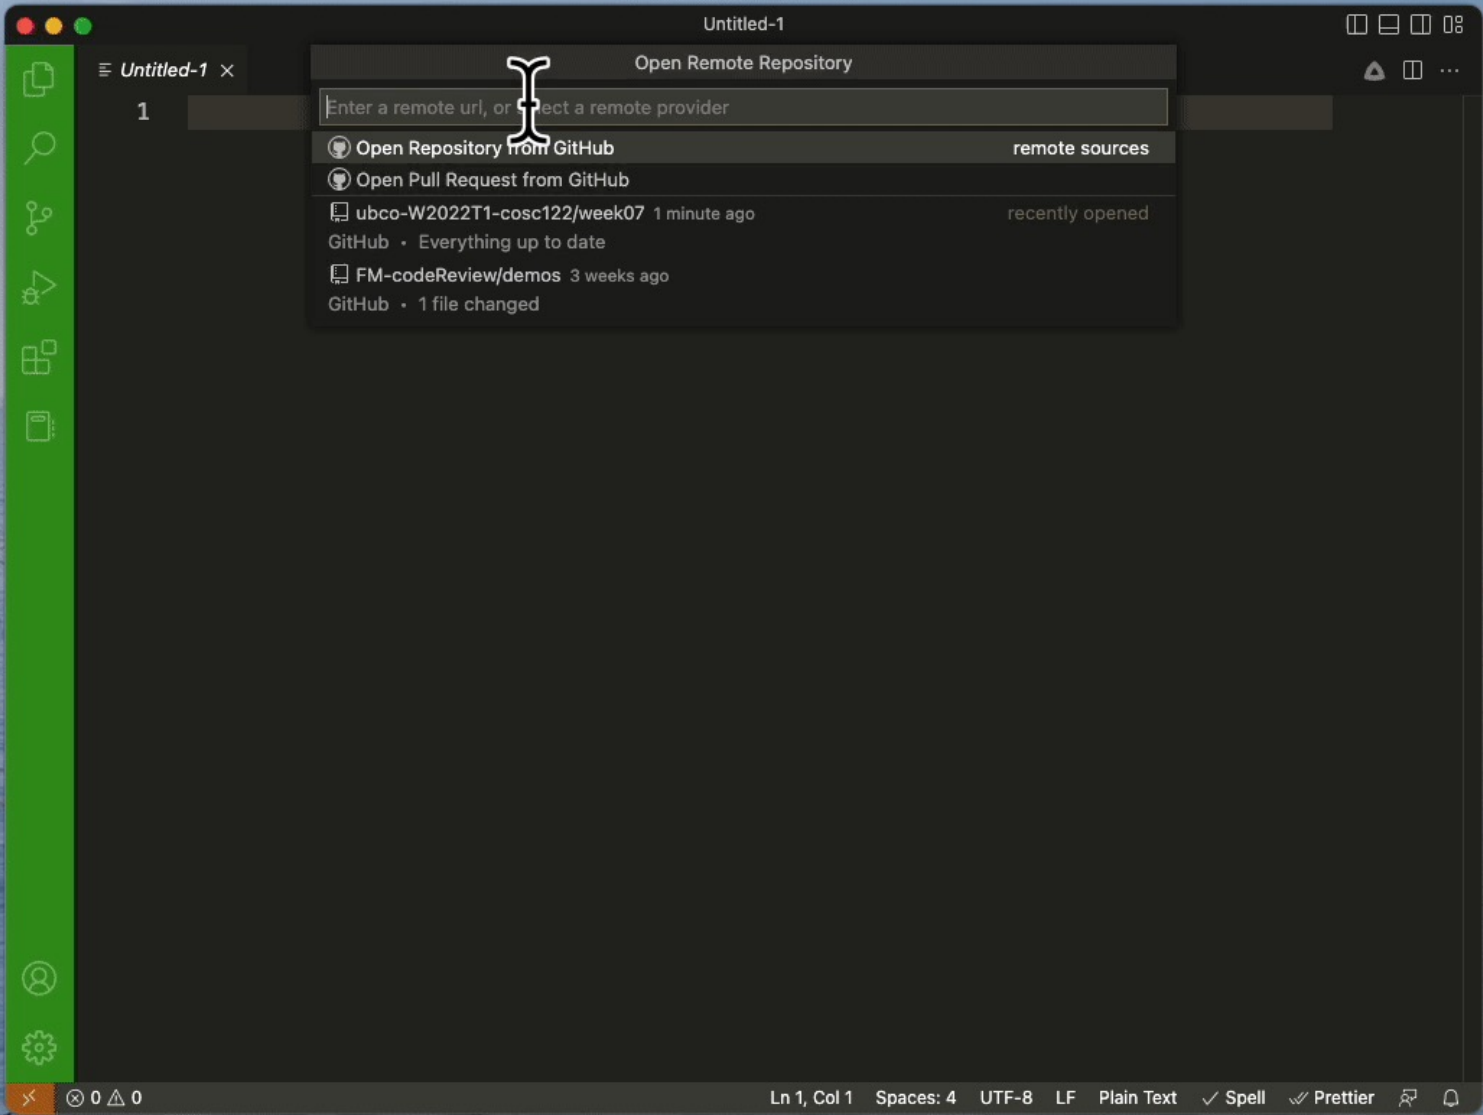 Untitled-1
Untitled-1
Open Remote Repository
1
Enter a remote url, or ect a remote provider
Open Repository from GitHub remote sources
Open Pull Request from GitHub
ubco-W2022T1-cosc122/week07 1 minute ago recently opened
GitHub • Everything up to date
FM-codeReview/demos 3 weeks ago
GitHub • 1 file changed
0 0 Ln 1, Col 1 Spaces: 4 UTF-8 LF Plain Text Spell Prettier